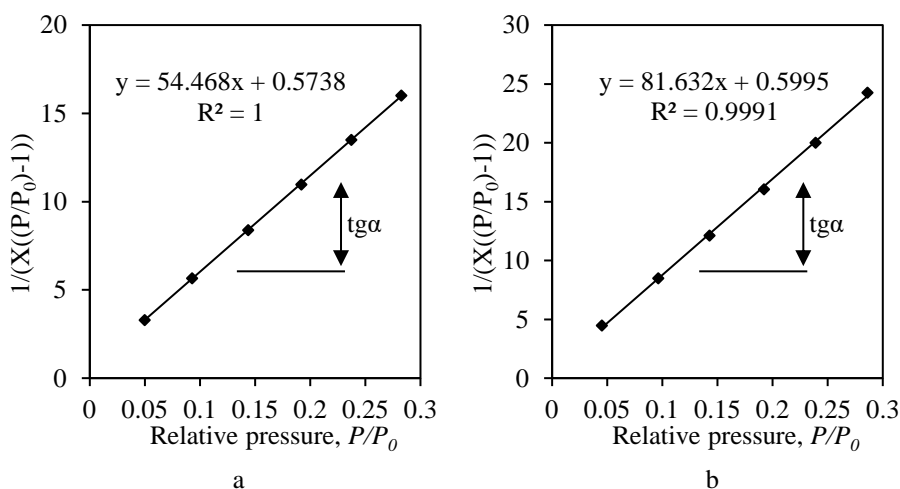 20
15
10
5
0
1/(X((P/P₀)-1))
y = 54.468x + 0.5738
R² = 1
tgα
0 0.05 0.1 0.15 0.2 0.25 0.3
Relative pressure, P/P₀
a
30
25
20
15
10
5
0
1/(X((P/P₀)-1))
y = 81.632x + 0.5995
R² = 0.9991
tgα
0 0.05 0.1 0.15 0.2 0.25 0.3
Relative pressure, P/P₀
b